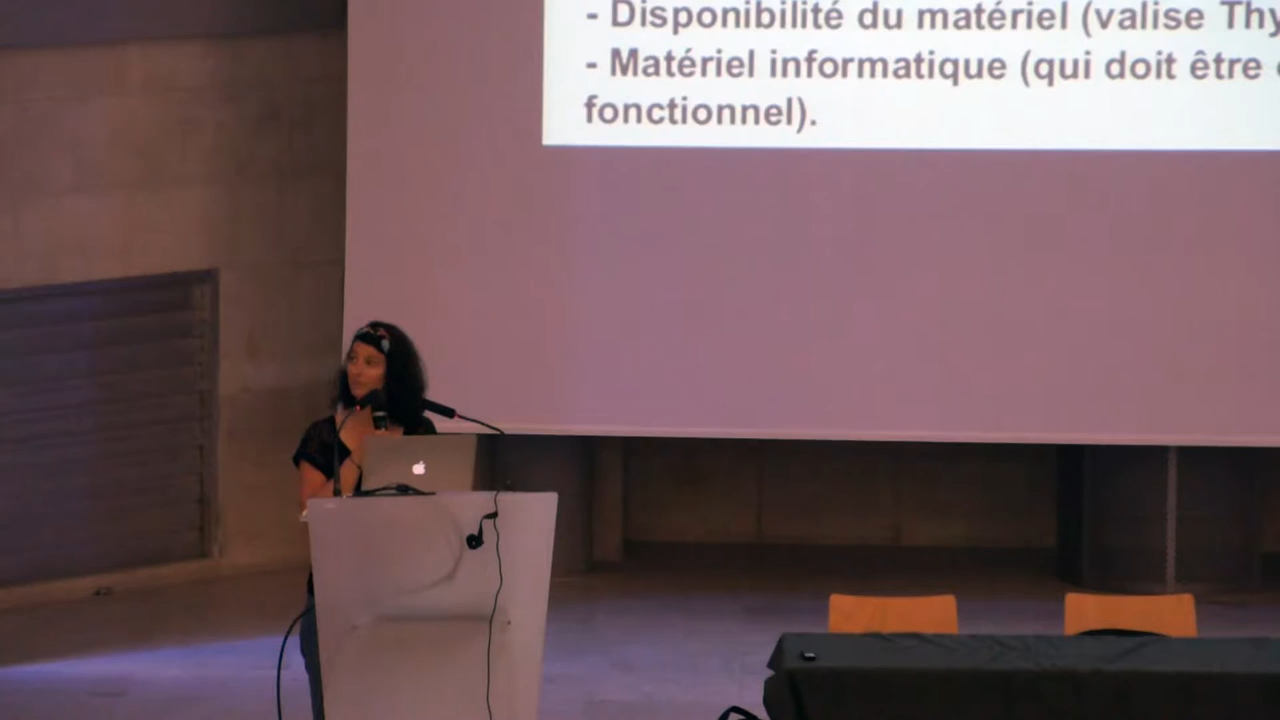 - Disponibilité du matériel (valise
- Matériel informatique (qui doit être
fonctionnel).